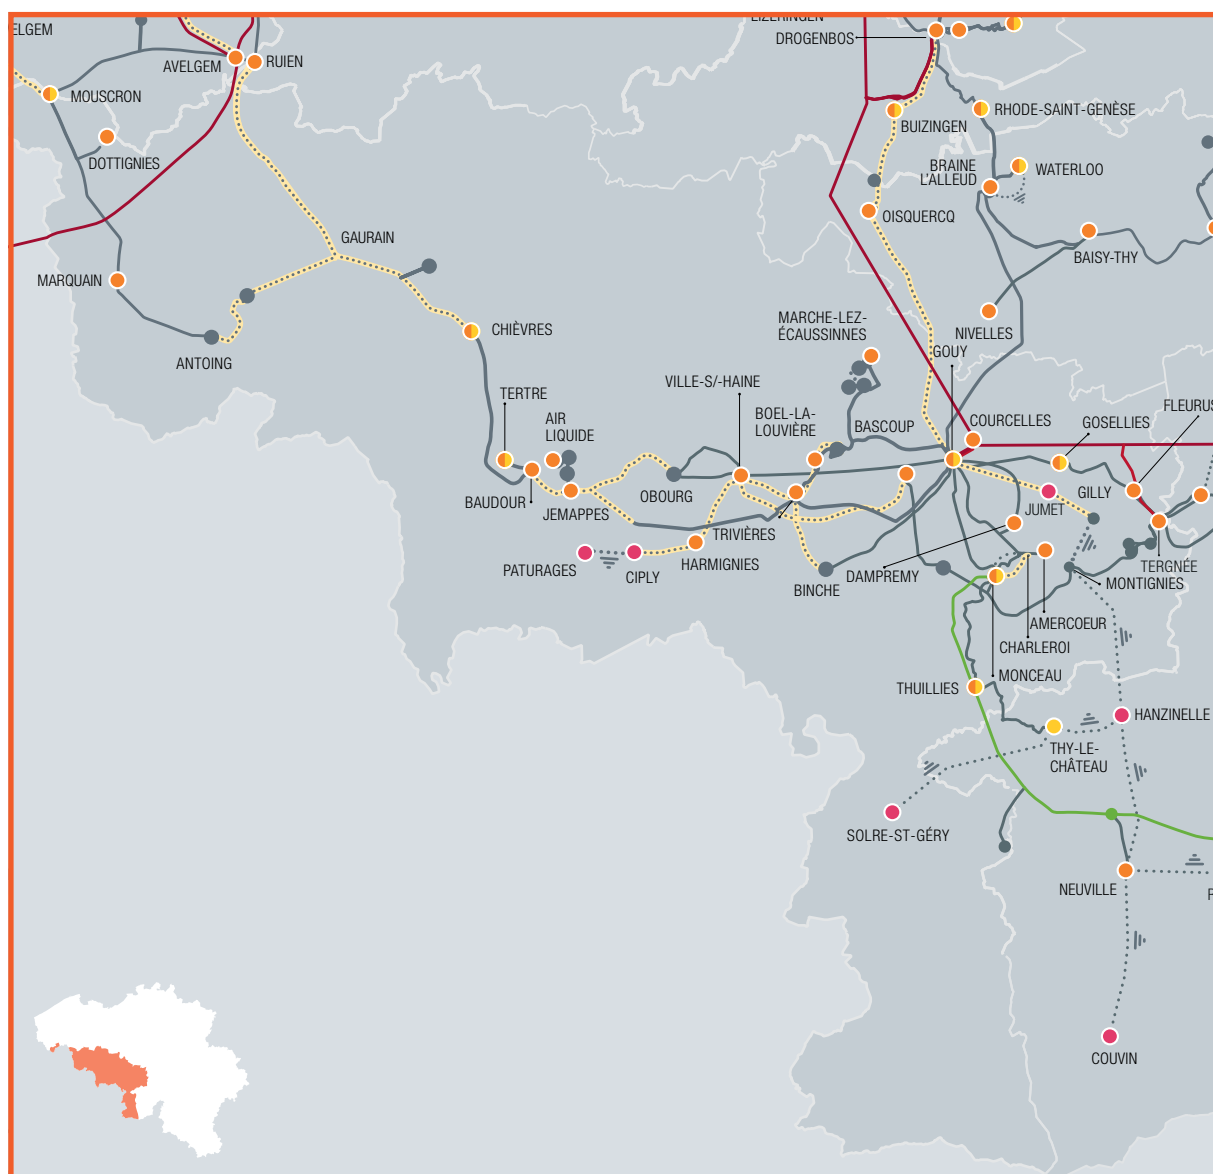 ELGEM
DROGENBOS
AVELGEM
RUIEN
MOUSCRON
DOTTIGNIES
BUIZINGEN
RHODE-SAINT-GENÈSE
BRAINE
L'ALLEUD
WATERLOO
OISQUERCQ
GAURAIN
BAISY-THY
MARQUAIN
MARCHE-LEZ-
ÉCAUSSINNES
NIVELLES
CHIÈVRES
ANTOING
GOUY
VILLE-S/-HAINE
TERTRE
AIR
LIQUIDE
BOEL-LA-
LOUVIÈRE
BASCOUP
COURCELLES
GOSELLIES
FLEURUS
BAUDOUR
JEMAPPES
OBOURG
GILLY
JUMET
TRIVIÈRES
PATURAGES
CIPLY
HARMIGNIES
BINCHE
DAMPREMY
TERGNÉE
MONTIGNIES
AMERCOEUR
CHARLEROI
MONCEAU
THUILLIES
HANZINELLE
THY-LE-
CHÂTEAU
SOLRE-ST-GÉRY
NEUVILLE
COUVIN